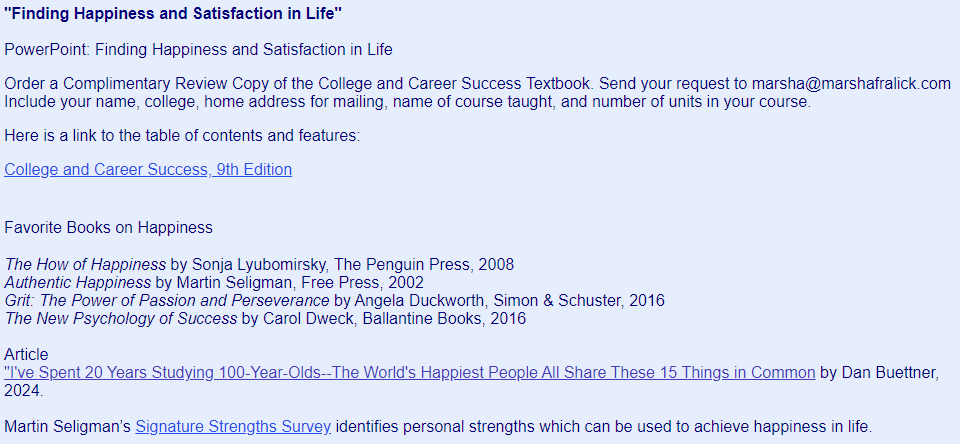 "Finding Happiness and Satisfaction in Life"
PowerPoint: Finding Happiness and Satisfaction in Life
Order a Complimentary Review Copy of the College and Career Success Textbook. Send your request to marsha@marshafralick.com
Include your name, college, home address for mailing, name of course taught, and number of units in your course.
Here is a link to the table of contents and features:
College and Career Success, 9th Edition
Favorite Books on Happiness
The How of Happiness by Sonja Lyubomirsky, The Penguin Press, 2008
Authentic Happiness by Martin Seligman, Free Press, 2002
Grit: The Power of Passion and Perseverance by Angela Duckworth, Simon & Schuster, 2016
The New Psychology of Success by Carol Dweck, Ballantine Books, 2016
Article
"I've Spent 20 Years Studying 100-Year-Olds--The World's Happiest People All Share These 15 Things in Common by Dan Buettner,
2024.
Martin Seligman’s Signature Strengths Survey identifies personal strengths which can be used to achieve happiness in life.